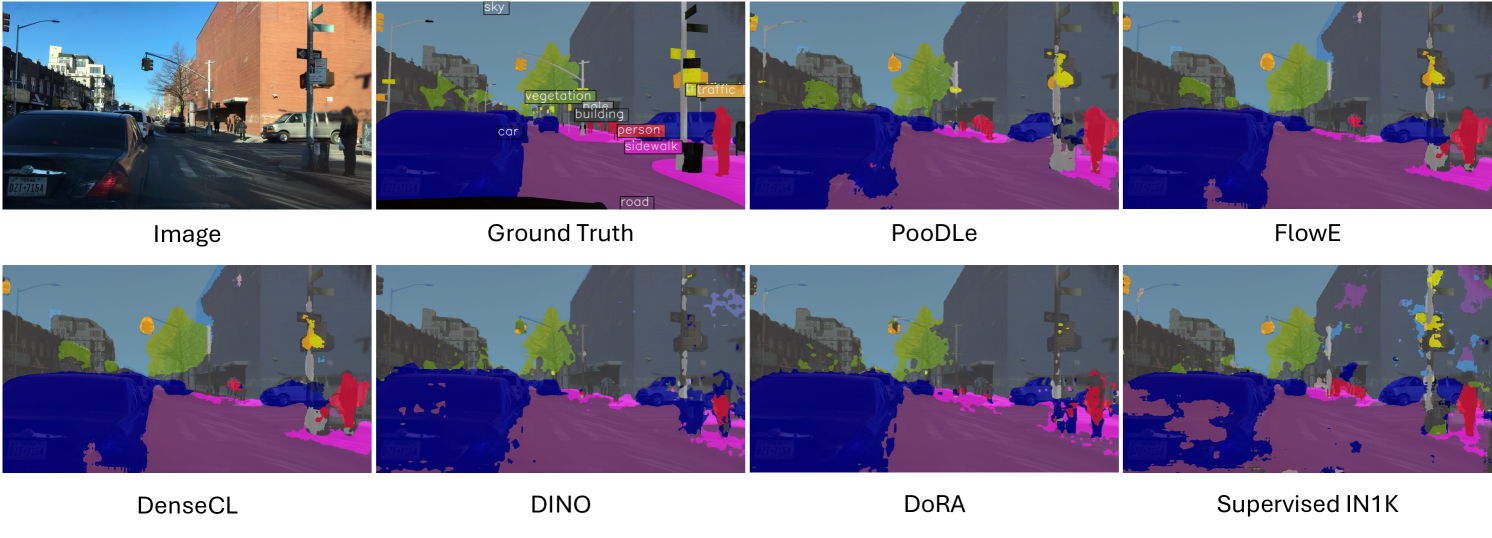 sky
vegetation
pole
building
traffic
car
person
sidewalk
road
Image
Ground Truth
PooDLe
FlowE
DenseCL
DINO
DoRA
Supervised IN1K